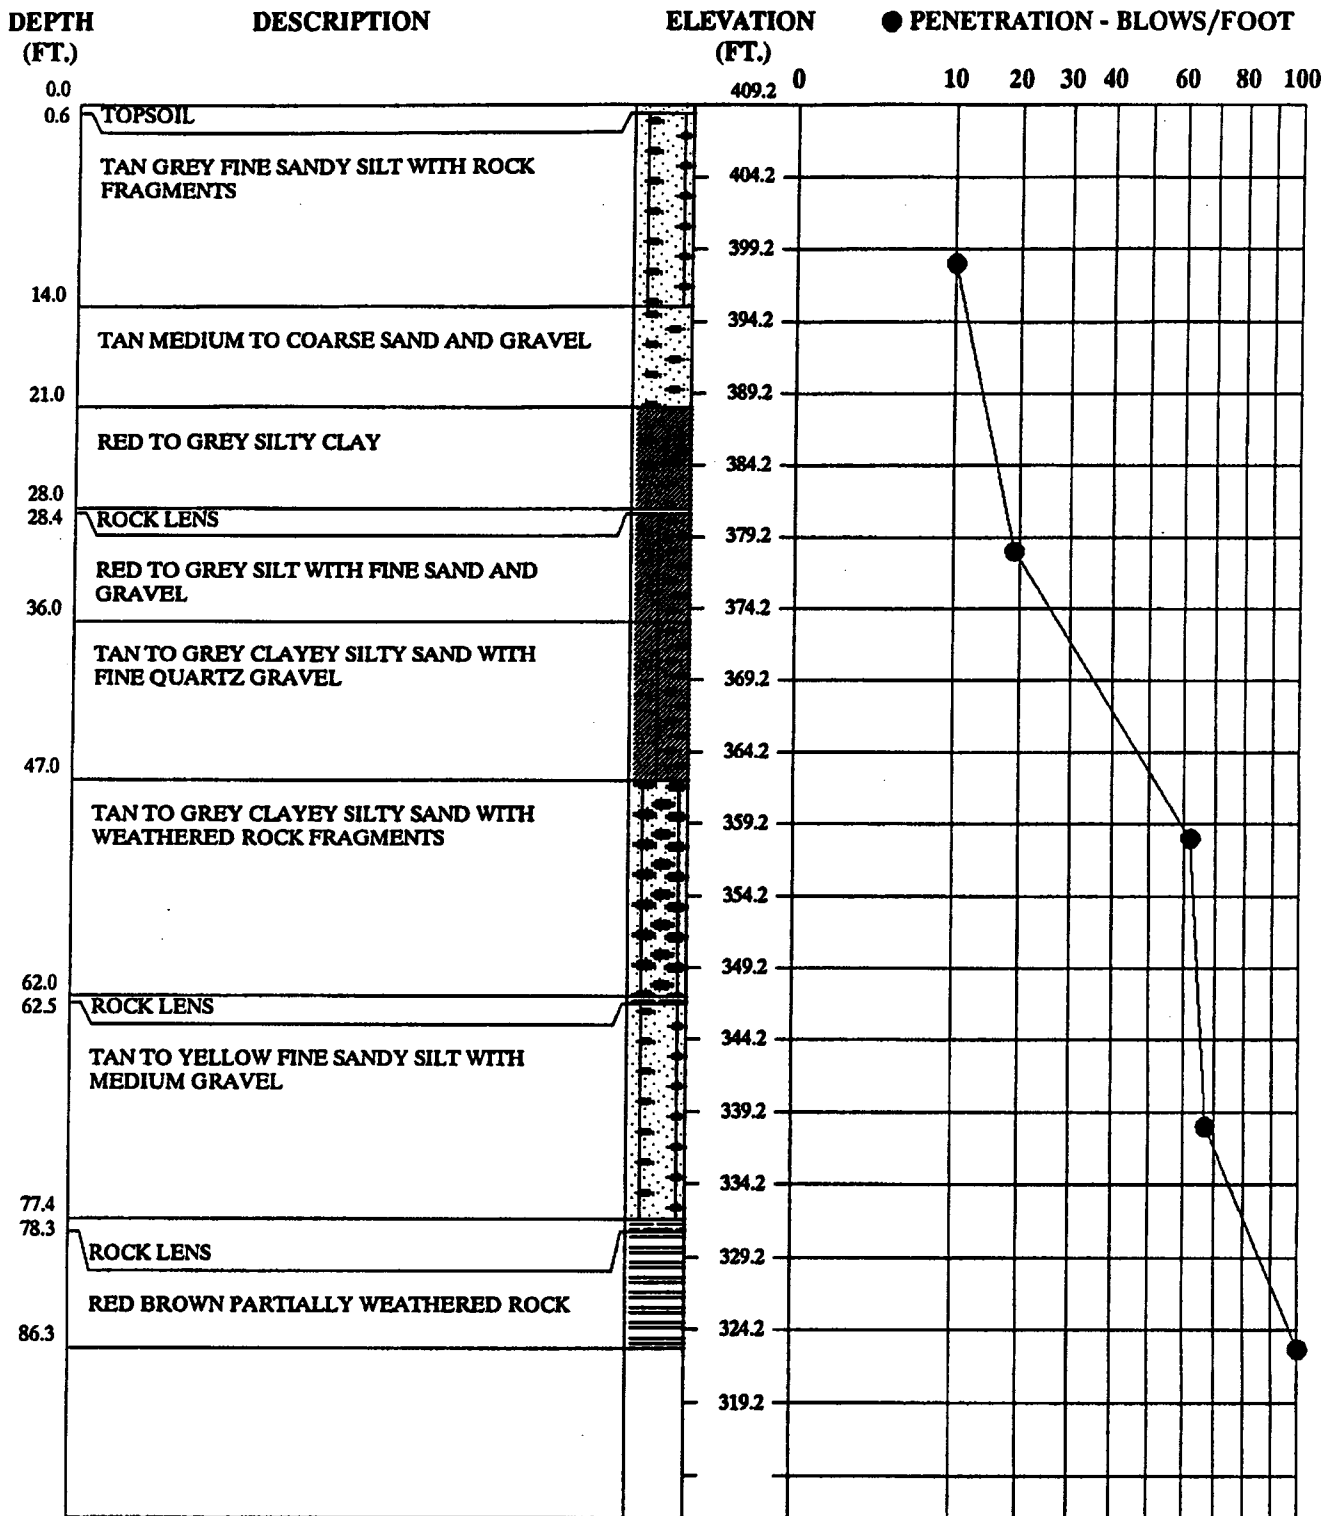 DEPTH DESCRIPTION ELEVATION ● PENETRATION - BLOWS/FOOT
(FT.) (FT.)
0.0 409.2 0 10 20 30 40 60 80 100
0.6 TOPSOIL
TAN GREY FINE SANDY SILT WITH ROCK
FRAGMENTS
404.2
399.2
14.0
394.2
TAN MEDIUM TO COARSE SAND AND GRAVEL
21.0 389.2
RED TO GREY SILTY CLAY
384.2
28.0
28.4 ROCK LENS
379.2
RED TO GREY SILT WITH FINE SAND AND
GRAVEL
36.0 374.2
TAN TO GREY CLAYEY SILTY SAND WITH
FINE QUARTZ GRAVEL
369.2
364.2
47.0
TAN TO GREY CLAYEY SILTY SAND WITH
WEATHERED ROCK FRAGMENTS
359.2
354.2
349.2
62.0
62.5 ROCK LENS
344.2
TAN TO YELLOW FINE SANDY SILT WITH
MEDIUM GRAVEL
339.2
334.2
77.4
78.3
ROCK LENS
329.2
RED BROWN PARTIALLY WEATHERED ROCK
86.3 324.2
319.2